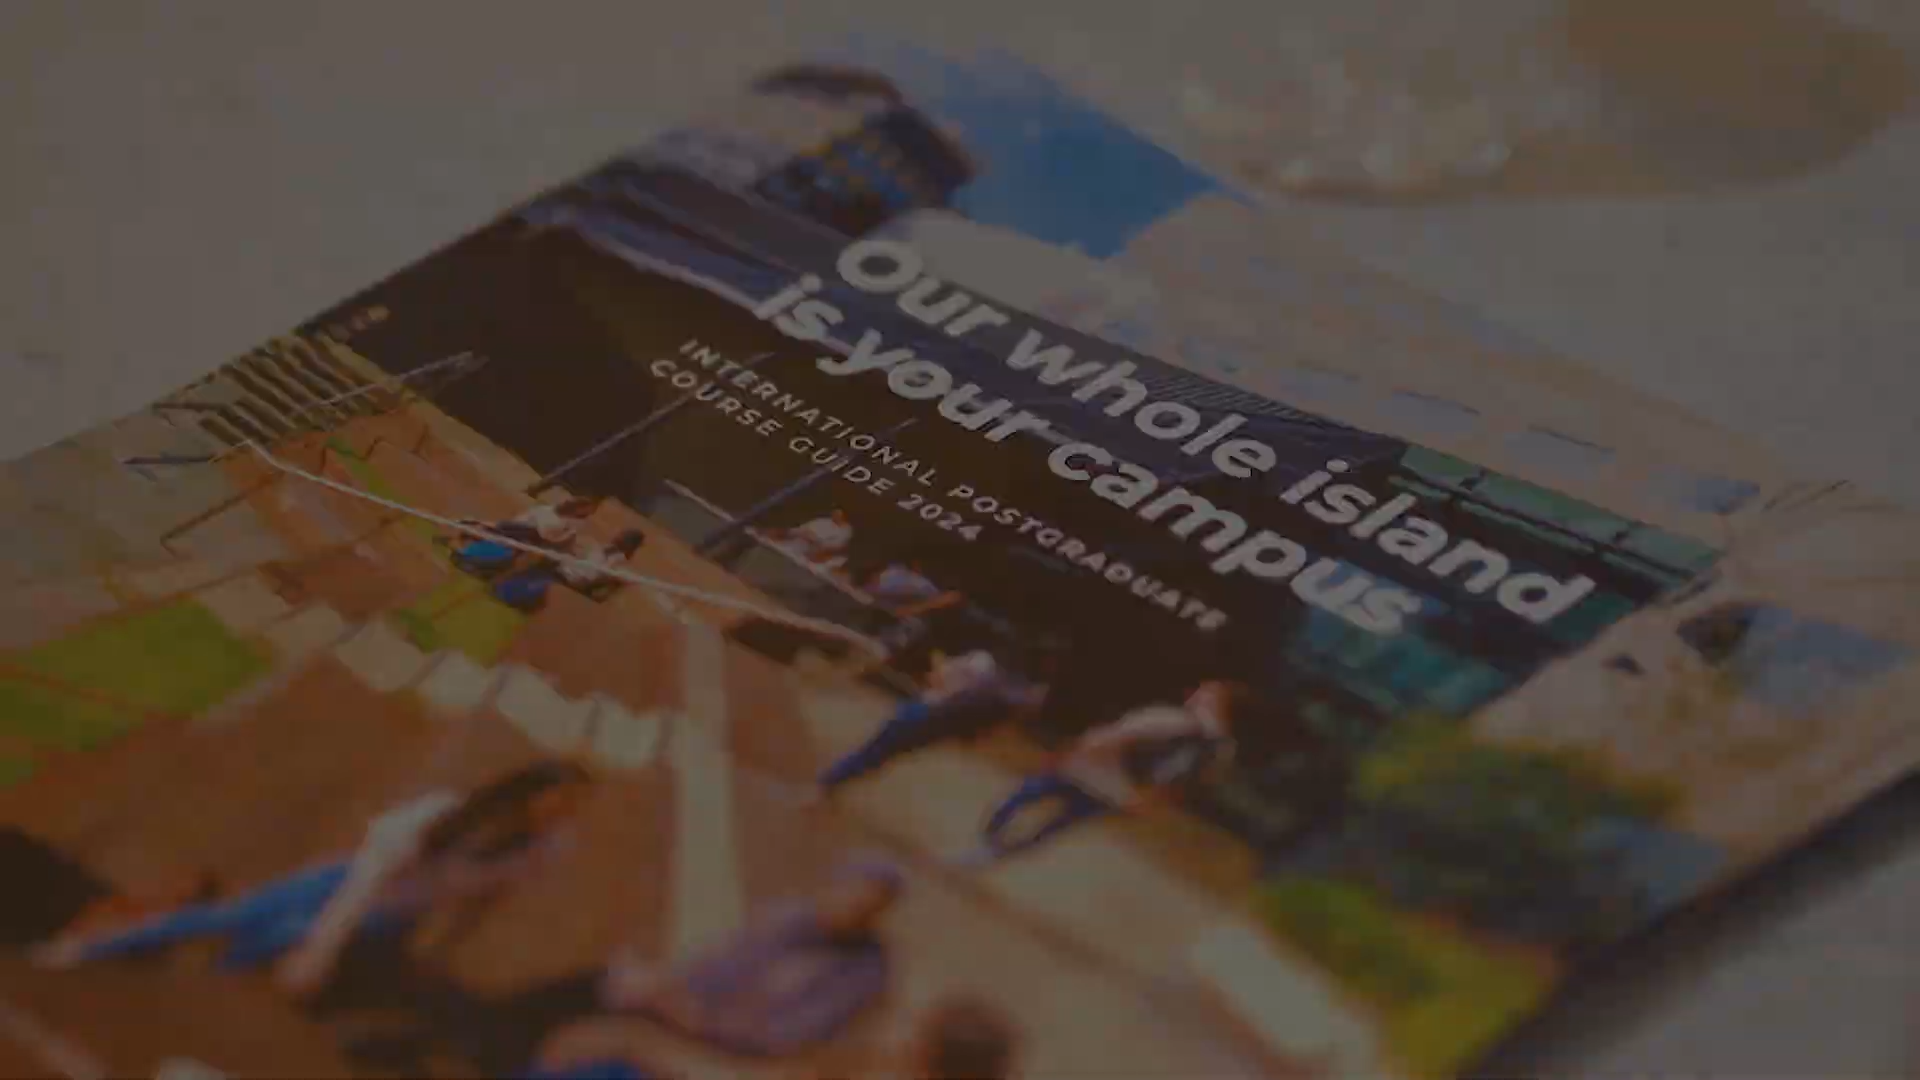 Our whole island
is your campus
INTERNATIONAL POSTGRADUATE
COURSE GUIDE 2024